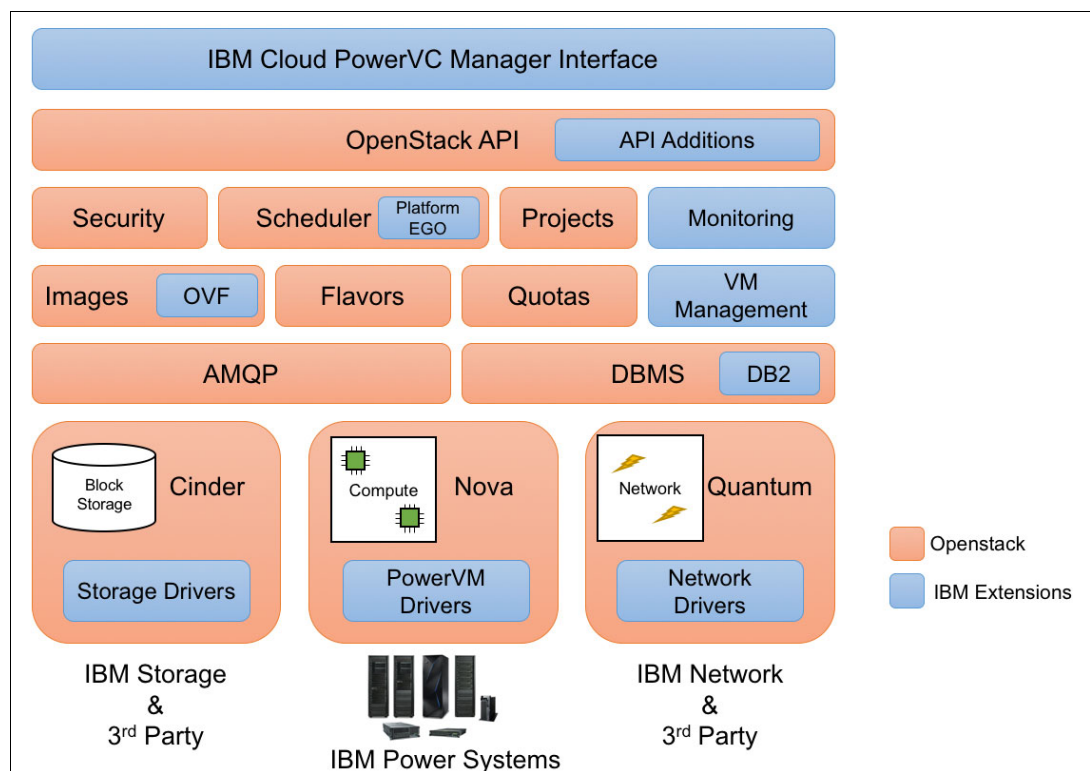 IBM Cloud PowerVC Manager Interface
OpenStack API
API Additions
Security
Scheduler
Platform
EGO
Projects
Monitoring
Images
OVF
Flavors
Quotas
VM
Management
AMQP
DBMS
DB2
Block
Storage
Cinder
Storage Drivers
Compute
Nova
PowerVM
Drivers
Network
Quantum
Network
Drivers
Openstack
IBM Extensions
IBM Storage
&
3rd Party
IBM Power Systems
IBM Network
&
3rd Party